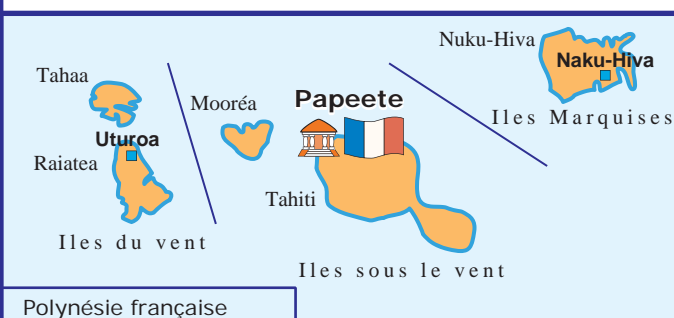 Nuku-Hiva
Naku-Hiva
Iles Marquises
Tahaa
Mooréa
Papeete
Uturoa
Raiatea
Tahiti
Iles du vent
Iles sous le vent
Polynésie française